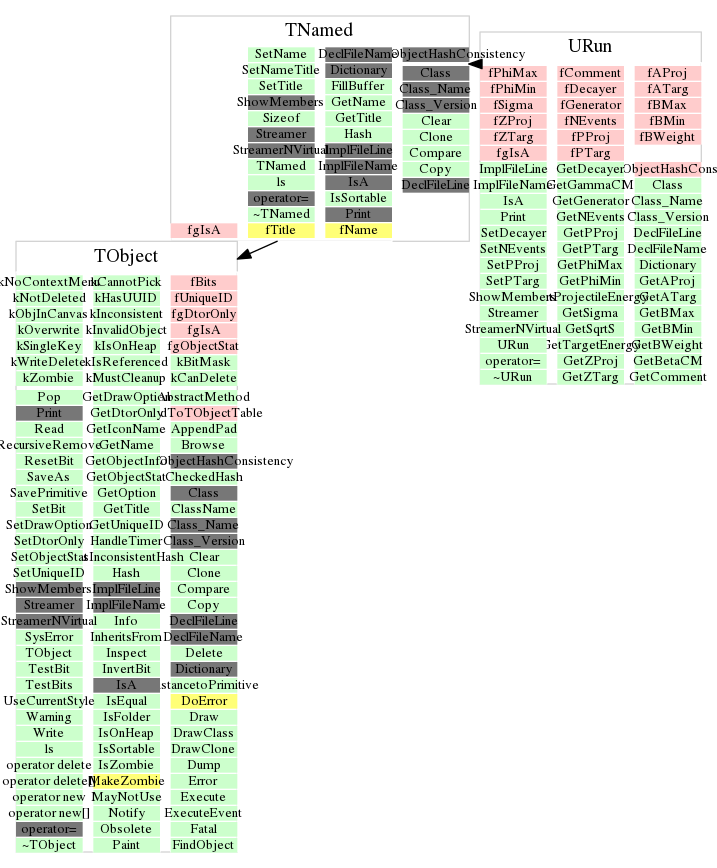 TNamed
SetName DeclFileName ObjectHashConsistency
SetNameTitle Dictionary Class
SetTitle FillBuffer Class_Name
ShowMembers GetName Class_Version
Sizeof GetTitle Clear
Streamer Hash Clone
StreamerNVirtual ImplFileLine Compare
TNamed ImplFileName Copy
ls IsA DeclFileLine
operator= IsSortable
~TNamed Print
fgIsA fTitle fName
URun
fPhiMax fComment fAProj
fPhiMin fDecayer fATarg
fSigma fGenerator fBMax
fZProj fNEvents fBMin
fZTarg fPProj fBWeight
fgIsA fPTarg
ImplFileLine GetDecayer ObjectHashCons
ImplFileName GetGammaCM Class
IsA GetGenerator Class_Name
Print GetNEvents Class_Version
SetDecayer GetPProj DeclFileLine
SetNEvents GetPTarg DeclFileName
SetPProj GetPhiMax Dictionary
SetPTarg GetPhiMin GetAProj
ShowMembers ProjectileEnergy GetATarg
Streamer GetSigma GetBMax
StreamerNVirtual GetSqrtS GetBMin
URun GetTargetEnergy GetBWeight
operator= GetZProj GetBetaCM
~URun GetZTarg GetComment
TObject
kNoContextMenu kCannotPick fBits
kNotDeleted kHasUUID fUniqueID
kObjInCanvas kInconsistent fgDtorOnly
kOverwrite kInvalidObject fgIsA
kSingleKey kIsOnHeap fgObjectStat
kWriteDelete kIsReferenced kBitMask
kZombie kMustCleanup kCanDelete
Pop GetDrawOption AbstractMethod
Print GetDtorOnly dToTObjectTable
Read GetIconName AppendPad
RecursiveRemove GetName Browse
ResetBit GetObjectInfo ObjectHashConsistency
SaveAs GetObjectStat CheckedHash
SavePrimitive GetOption Class
SetBit GetTitle ClassName
SetDrawOption GetUniqueID Class_Name
SetDtorOnly HandleTimer Class_Version
SetObjectStat sInconsistentHash Clear
SetUniqueID Hash Clone
ShowMembers ImplFileLine Compare
Streamer ImplFileName Copy
StreamerNVirtual Info DeclFileLine
SysError InheritsFrom DeclFileName
TObject Inspect Delete
TestBit InvertBit Dictionary
TestBits IsA stancetoPrimitive
UseCurrentStyle IsEqual DoError
Warning IsFolder Draw
Write IsOnHeap DrawClass
ls IsSortable DrawClone
operator delete IsZombie Dump
operator delete[] MakeZombie Error
operator new MayNotUse Execute
operator new[] Notify ExecuteEvent
operator= Obsolete Fatal
~TObject Paint FindObject